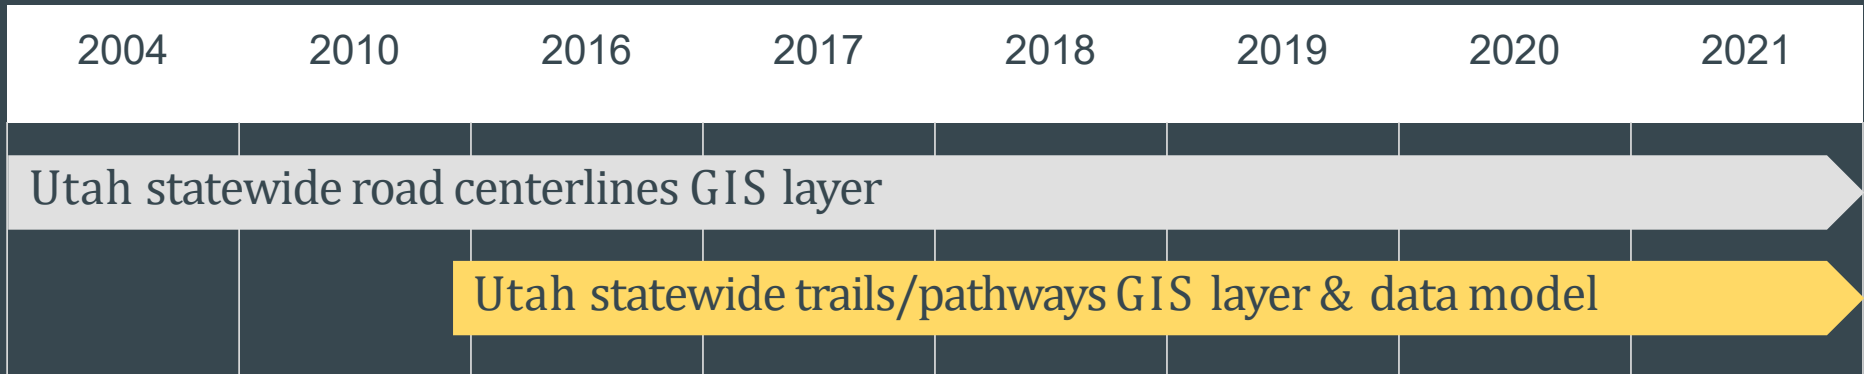 2004 2010 2016 2017 2018 2019 2020 2021
Utah statewide road centerlines GIS layer
Utah statewide trails/pathways GIS layer & data model